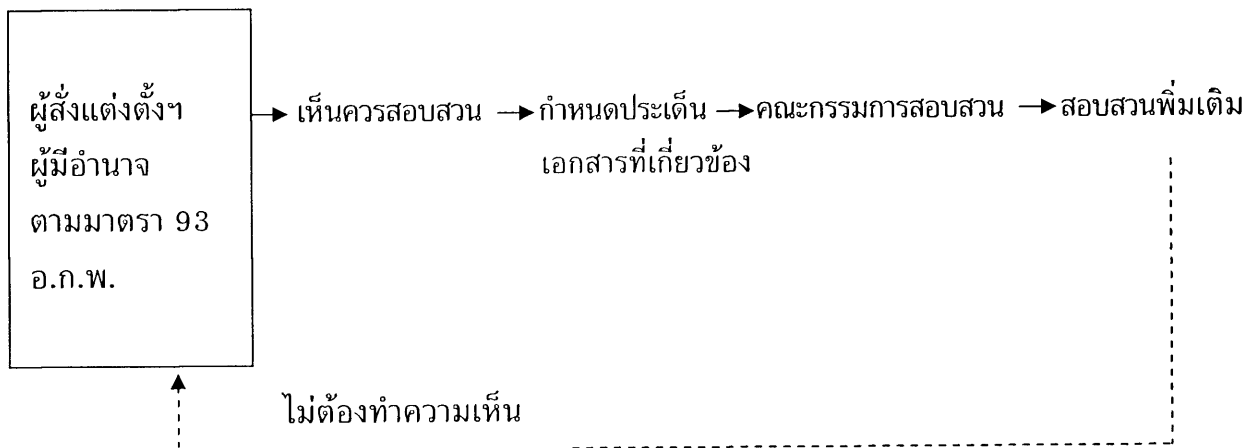 ผู้สั่งแต่งตั้งฯ
ผู้มีอำนาจ
ตามมาตรา 93
อ.ก.พ.
เห็นควรสอบสวน
กำหนดประเด็น
เอกสารที่เกี่ยวข้อง
คณะกรรมการสอบสวน
สอบสวนพิ่มเติม
ไม่ต้องทำความเห็น